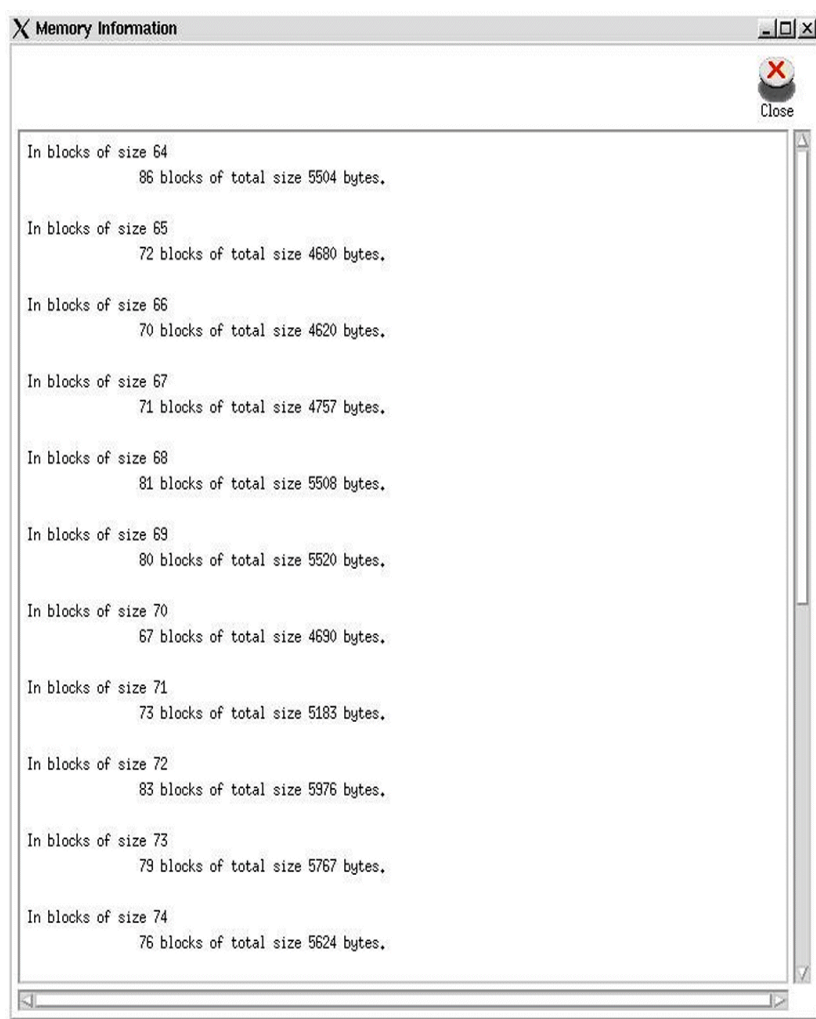 Memory Information
Close
In blocks of size 64
86 blocks of total size 5504 bytes.
In blocks of size 65
72 blocks of total size 4680 bytes.
In blocks of size 66
70 blocks of total size 4620 bytes.
In blocks of size 67
71 blocks of total size 4757 bytes.
In blocks of size 68
81 blocks of total size 5508 bytes.
In blocks of size 69
80 blocks of total size 5520 bytes.
In blocks of size 70
67 blocks of total size 4690 bytes.
In blocks of size 71
73 blocks of total size 5183 bytes.
In blocks of size 72
83 blocks of total size 5976 bytes.
In blocks of size 73
79 blocks of total size 5767 bytes.
In blocks of size 74
76 blocks of total size 5624 bytes.